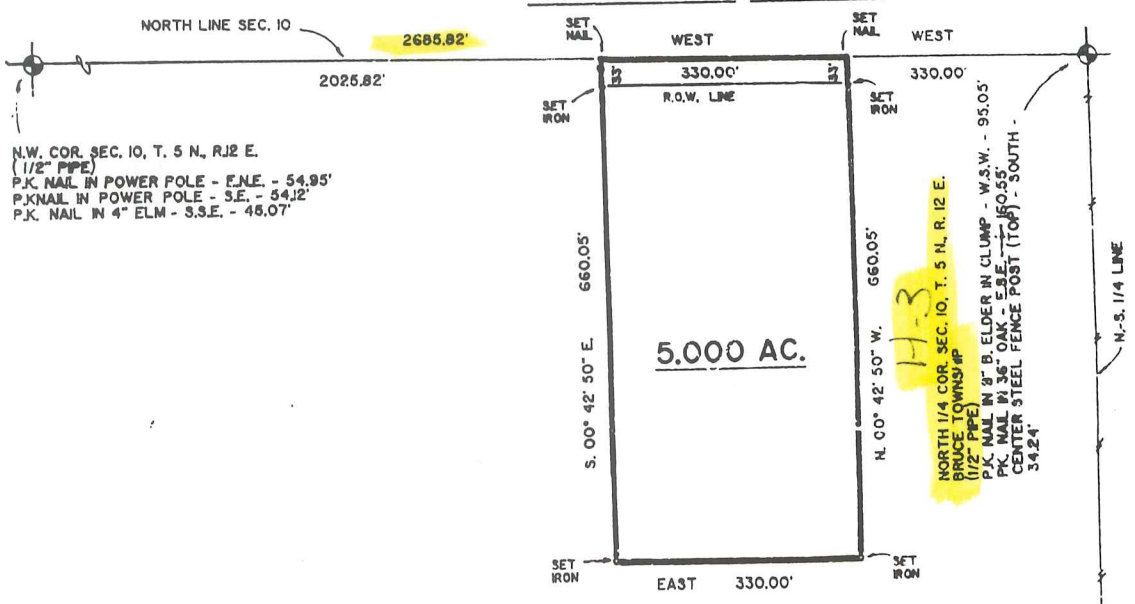 NORTH LINE SEC. 10
2685.82'
SET
NAIL
WEST
SET
NAIL
WEST
2025.82'
33'
330.00'
33'
330.00'
R.O.W. LINE
SET
IRON
SET
IRON
N.W. COR. SEC. 10, T. 5 N., R.12 E.
(1/2" PIPE)
P.K. NAIL IN POWER POLE - E.N.E. - 54.95'
P.K NAIL IN POWER POLE - S.E. - 54.12'
P.K. NAIL IN 4" ELM - S.S.E. - 45.07'
S. 00° 42' 50" E. 660.05'
5.000 AC.
N. 00° 42' 50" W. 660.05'
H-3
NORTH 1/4 COR. SEC. 10, T. 5 N., R. 12 E.
BRUCE TOWNSHIP
(1/2" PIPE)
P.K. NAIL IN B. ELDER IN CLUMP - W.S.W. - 95.05'
PK. NAIL IN 36" OAK - E.S.E. - 160.55'
CENTER STEEL FENCE POST (TOP) - SOUTH -
34.24'
N.-S. 1/4 LINE
SET
IRON
EAST 330.00'
SET
IRON